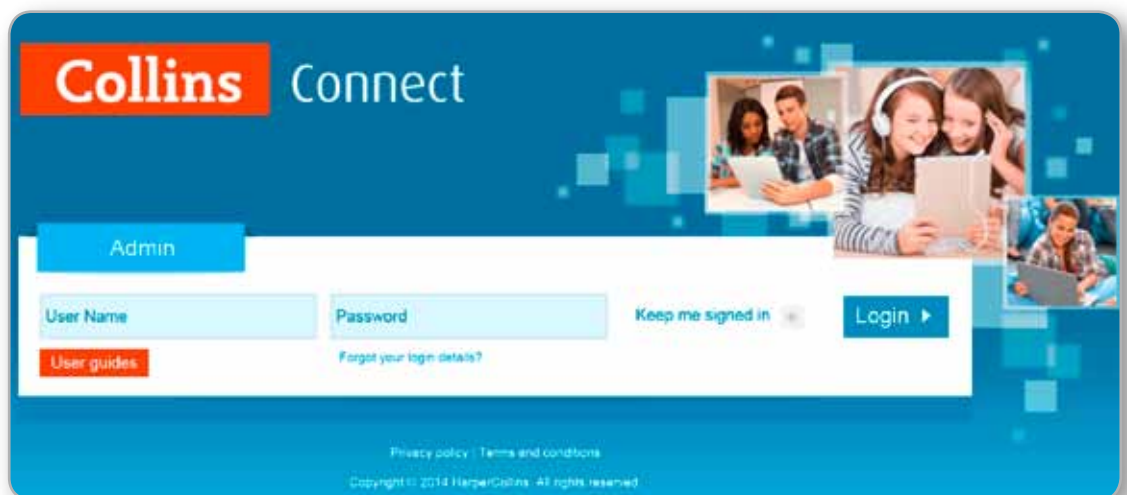 Collins Connect
Admin
User Name
Password
Keep me signed in
Login
User guides
Forgot your login details?
Privacy policy | Terms and conditions
Copyright © 2014 HarperCollins. All rights reserved